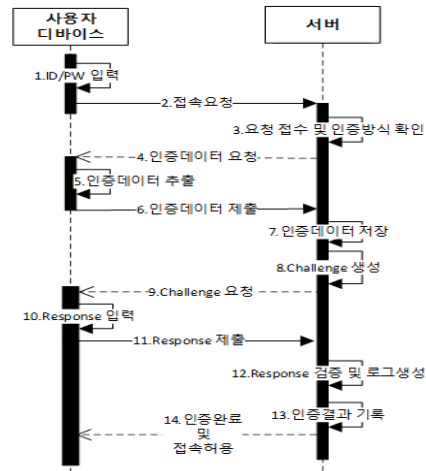 사용자
디바이스
서버
1.ID/PW 입력
2.접속요청
3.요청 접수 및 인증방식 확인
4.인증데이터 요청
5.인증데이터 추출
6.인증데이터 제출
7.인증데이터 저장
8.Challenge 생성
9.Challenge 요청
10.Response 입력
11.Response 제출
12.Response 검증 및 로그생성
13.인증결과 기록
14.인증완료
및
접속허용